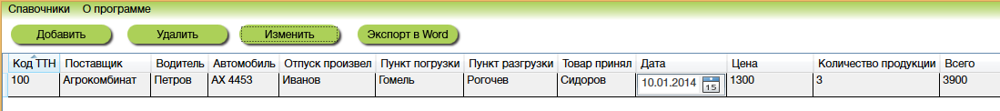 Спавочники О программе
Добавить Удалить Изменить Экспорт в Word
Код ТТН Поставщик Водитель Автомобиль Отпуск произвел Пункт погрузки Пункт разгрузки Товар принял Дата Цена Количество продукции Всего
100 Агрокомбинат Петров АХ 4453 Иванов Гомель Рогочев Сидоров 10.01.2014 15 1300 3 3900